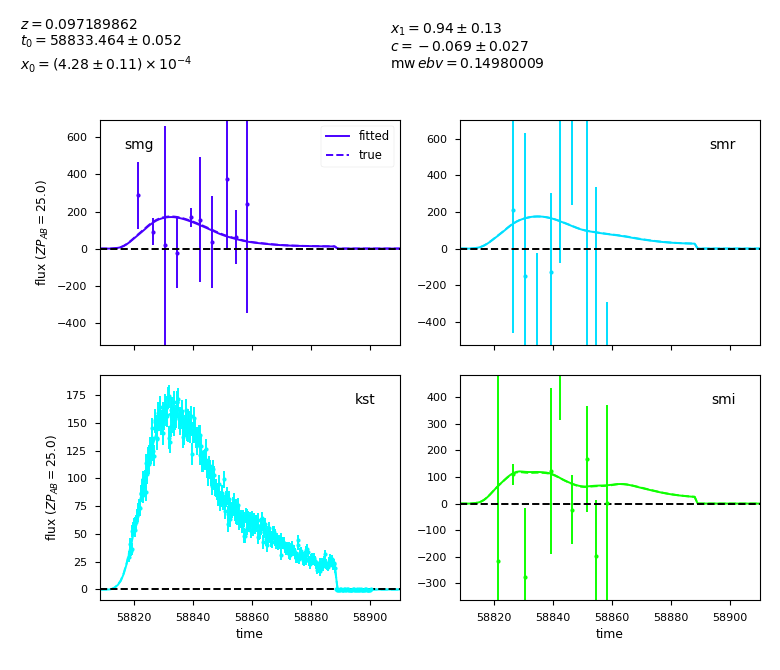 z = 0.097189862
t₀ = 58833.464 ± 0.052
x₀ = (4.28 ± 0.11) × 10⁻⁴
x₁ = 0.94 ± 0.13
c = −0.069 ± 0.027
mw ebv = 0.14980009
smg
fitted
true
600
400
200
0
−200
−400
flux (ZP_AB = 25.0)
smr
600
400
200
0
−200
−400
kst
175
150
125
100
75
50
25
0
flux (ZP_AB = 25.0)
58820 58840 58860 58880 58900
time
smi
400
300
200
100
0
−100
−200
−300
58820 58840 58860 58880 58900
time